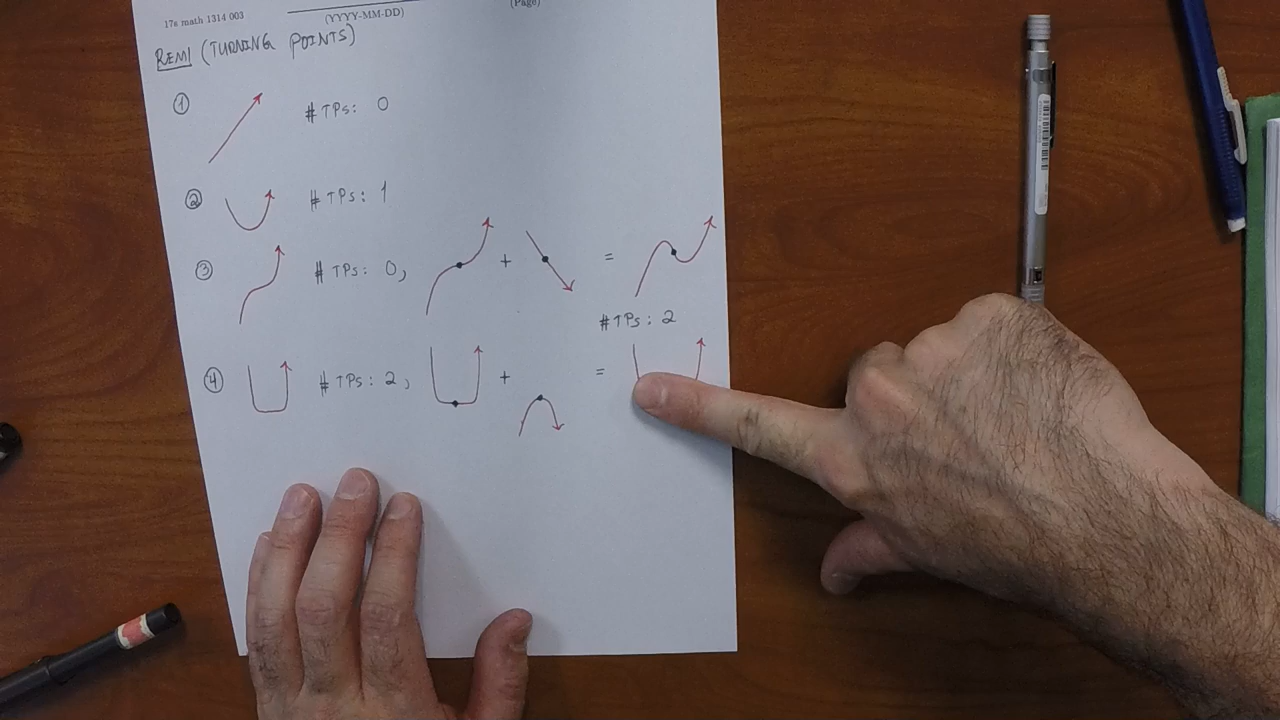 17s math 1314 003
(YYYY-MM-DD)
(Page)
REM (TURNING POINTS)
① # TPs: 0
② # TPs: 1
③ # TPs: 0, + =
# TPs: 2
④ # TPs: 2, + =